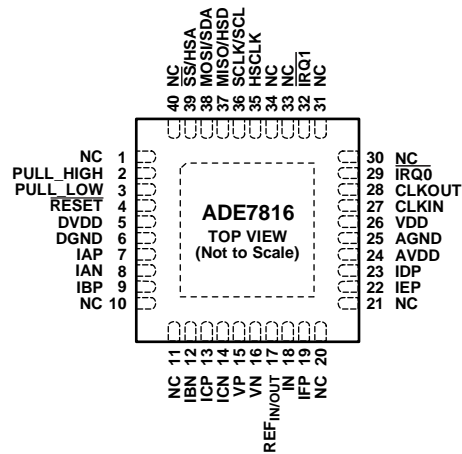 40 NC
39 SS/HSA
38 MOSI/SDA
37 MISO/HSD
36 SCLK/SCL
35 HSCLK
34 NC
33 NC
32 IRQ1
31 NC
NC 1
PULL_HIGH 2
PULL_LOW 3
RESET 4
DVDD 5
DGND 6
IAP 7
IAN 8
IBP 9
NC 10
ADE7816
TOP VIEW
(Not to Scale)
30 NC
29 IRQ0
28 CLKOUT
27 CLKIN
26 VDD
25 AGND
24 AVDD
23 IDP
22 IEP
21 NC
NC 11
IBN 12
ICP 13
ICN 14
VP 15
VN 16
REFIN/OUT 17
IN 18
IFP 19
NC 20